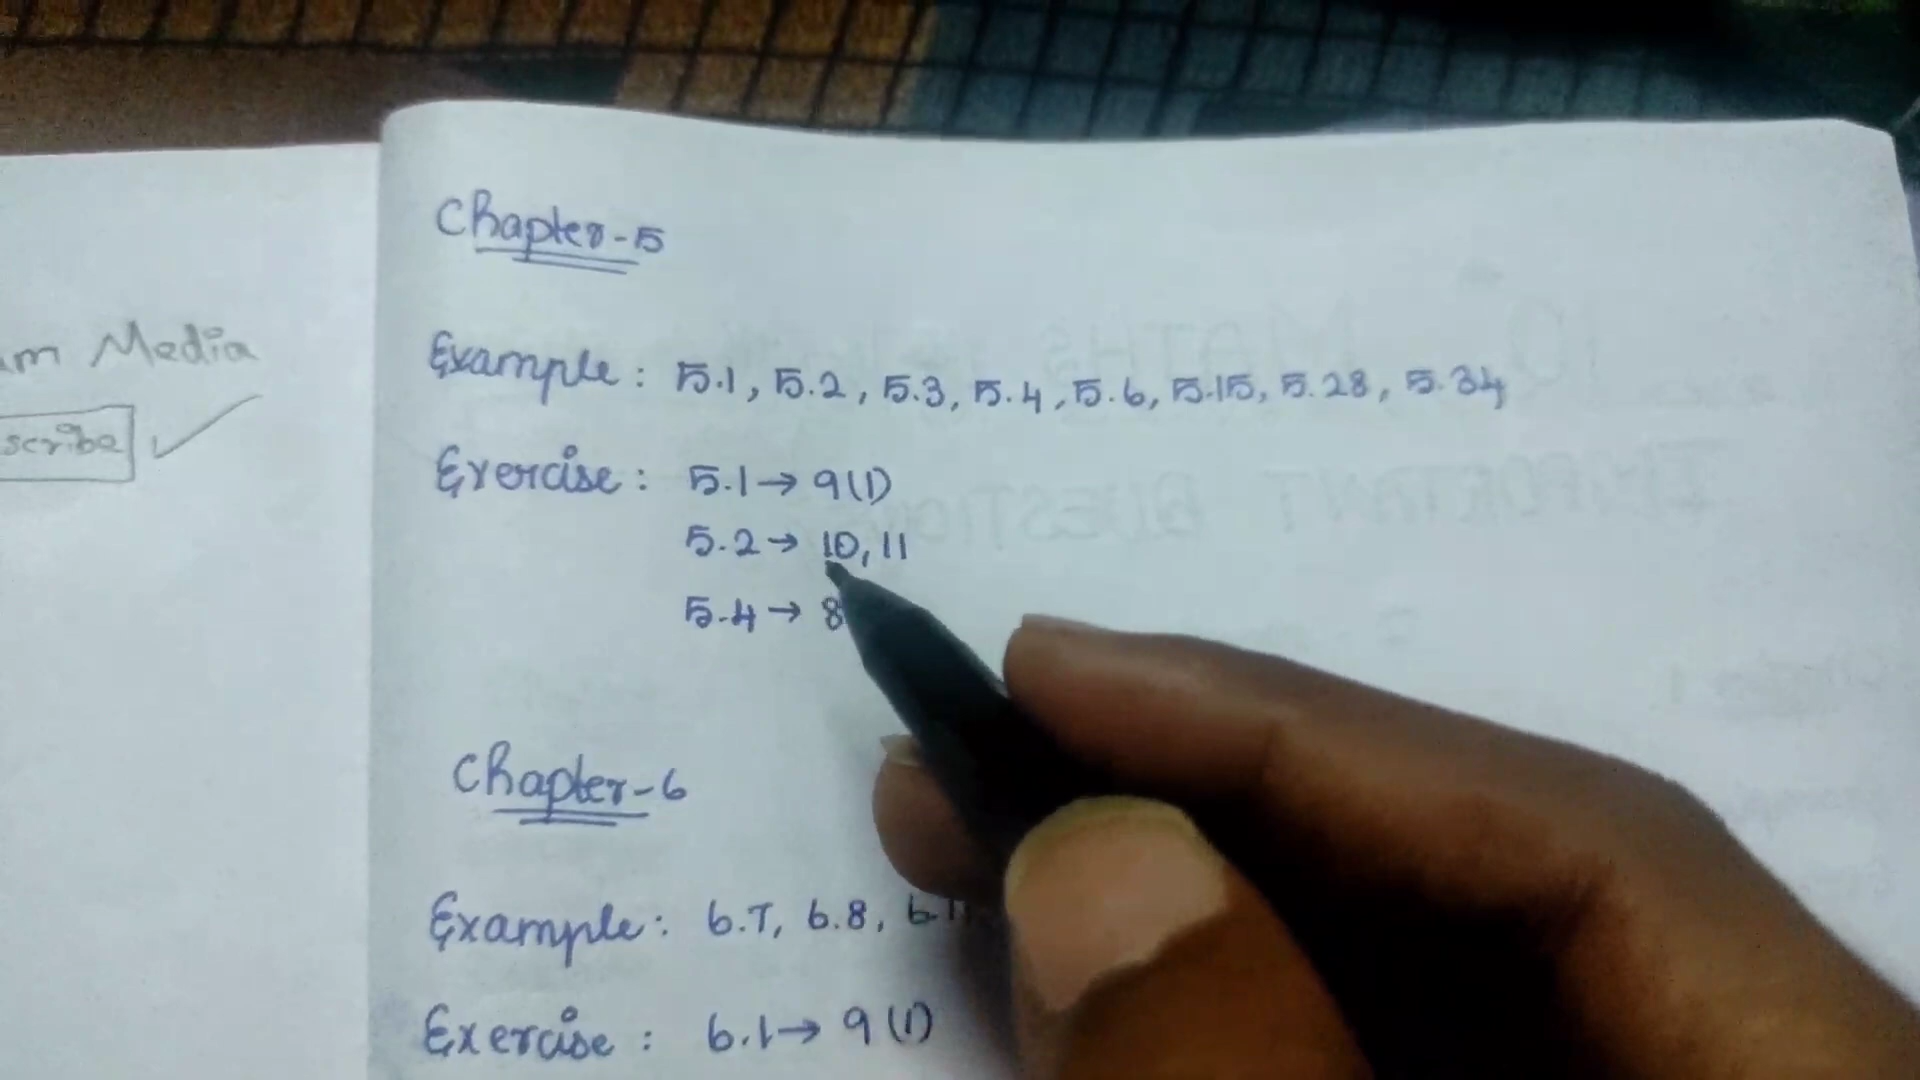 Media
scribe
Chapter-5
Example : 5.1, 5.2, 5.3, 5.4, 5.6, 5.15, 5.28, 5.34
Exercise : 5.1 → 9(1)
5.2 → 10, 11
5.4 → 8
Chapter-6
Example : 6.7, 6.8,
Exercise : 6.1 → 9(1)